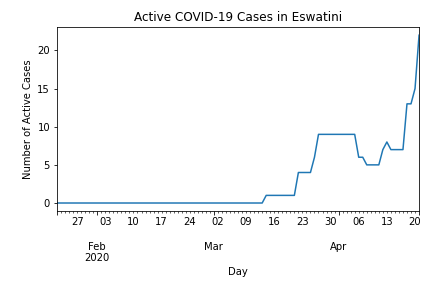 Active COVID-19 Cases in Eswatini
Number of Active Cases
20
15
10
5
0
27 03 10 17 24 02 09 16 23 30 06 13 20
Feb Mar Apr
2020
Day